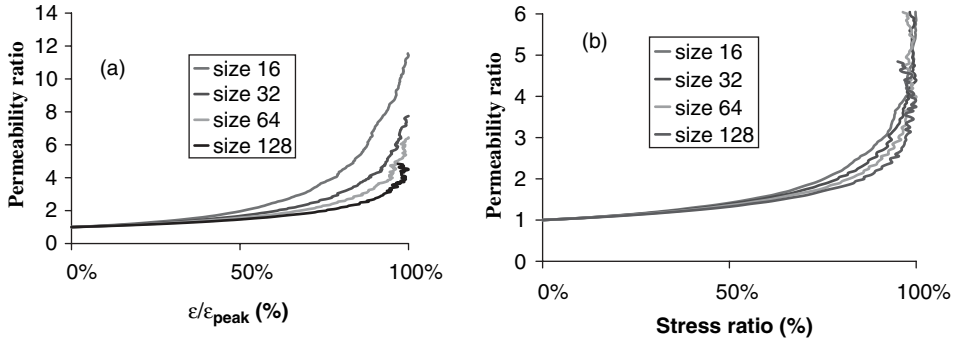 (a)
Permeability ratio
14
12
10
8
6
4
2
0
size 16
size 32
size 64
size 128
0%
50%
100%
ε/εpeak (%)
(b)
Permeability ratio
6
5
4
3
2
1
0
size 16
size 32
size 64
size 128
0%
50%
100%
Stress ratio (%)